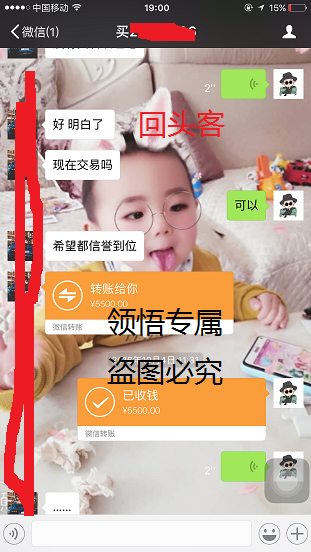 中国移动 19:00 15%
微信(1) 买2
2''
好 明白了
回头客
现在交易吗
可以
希望都信誉到位
转账给你
¥5500.00
微信转账
领悟专属
盗图必究
已收钱
¥5500.00
微信转账
2''
......